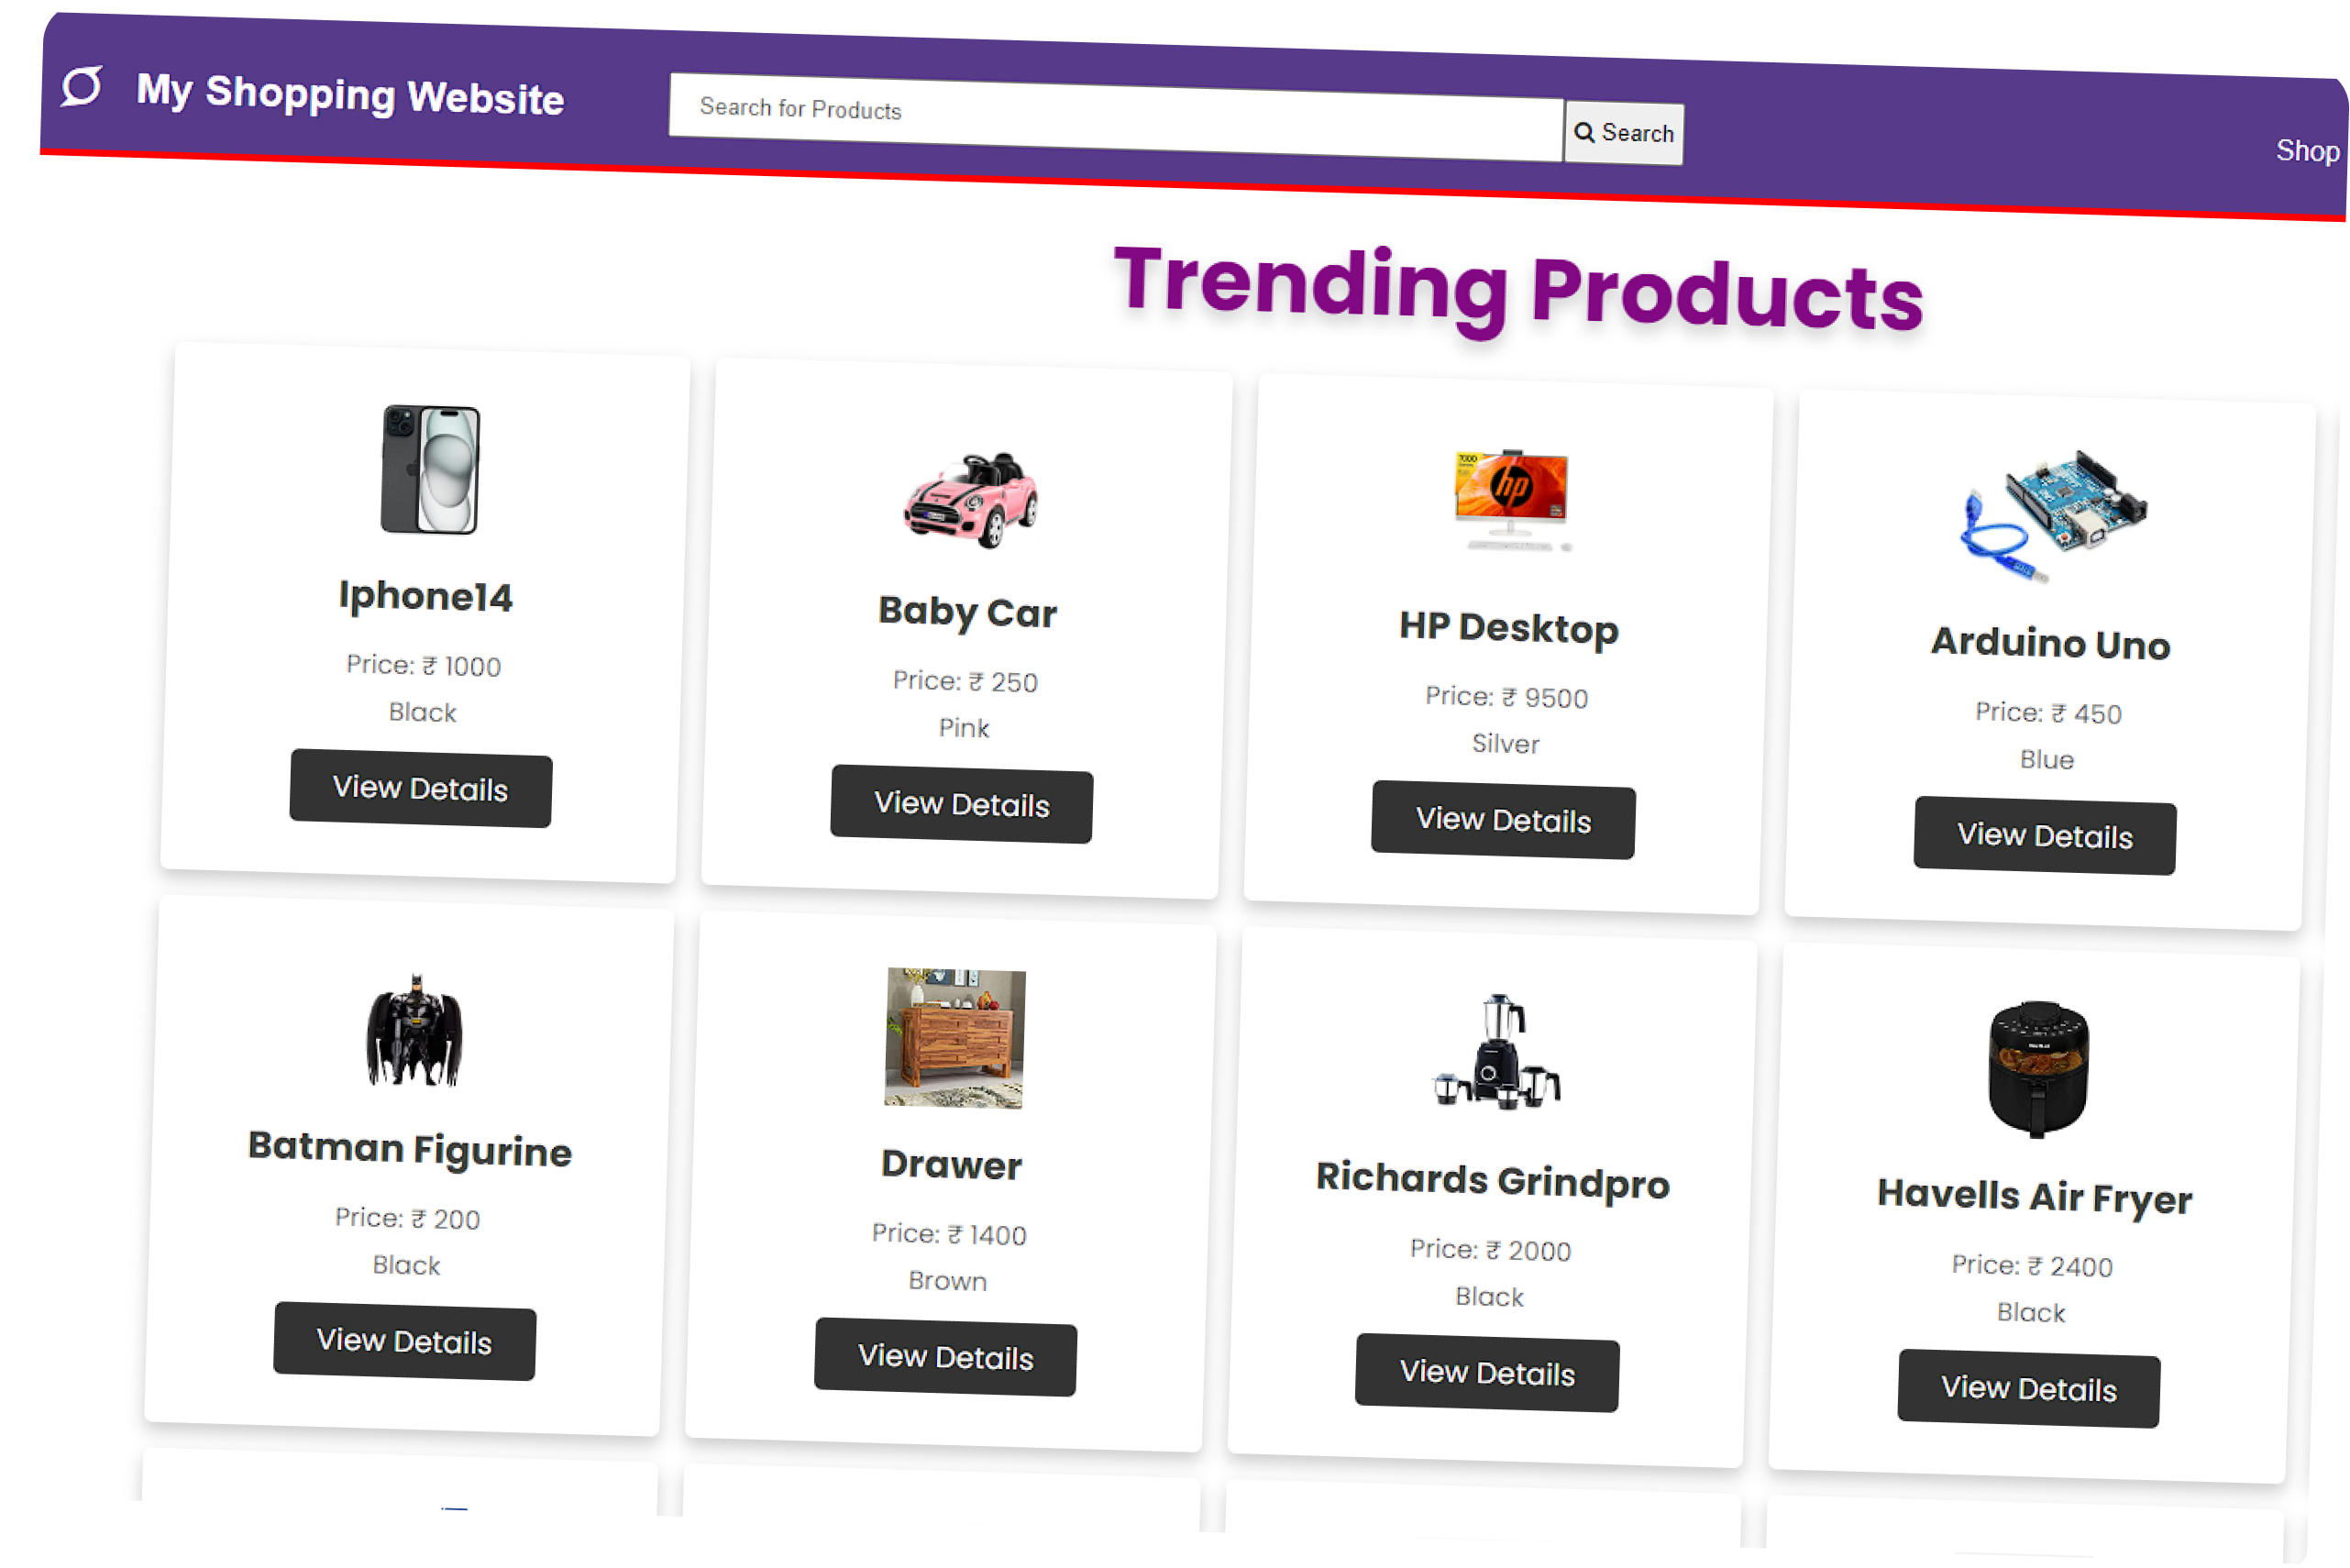 My Shopping Website
Search for Products
Search
Shop
Trending Products
Iphone14
Price: ₹ 1000
Black
View Details
Baby Car
Price: ₹ 250
Pink
View Details
7000
hp
HP Desktop
Price: ₹ 9500
Silver
View Details
Arduino Uno
Price: ₹ 450
Blue
View Details
Batman Figurine
Price: ₹ 200
Black
View Details
Drawer
Price: ₹ 1400
Brown
View Details
Richards Grindpro
Price: ₹ 2000
Black
View Details
Havells Air Fryer
Price: ₹ 2400
Black
View Details